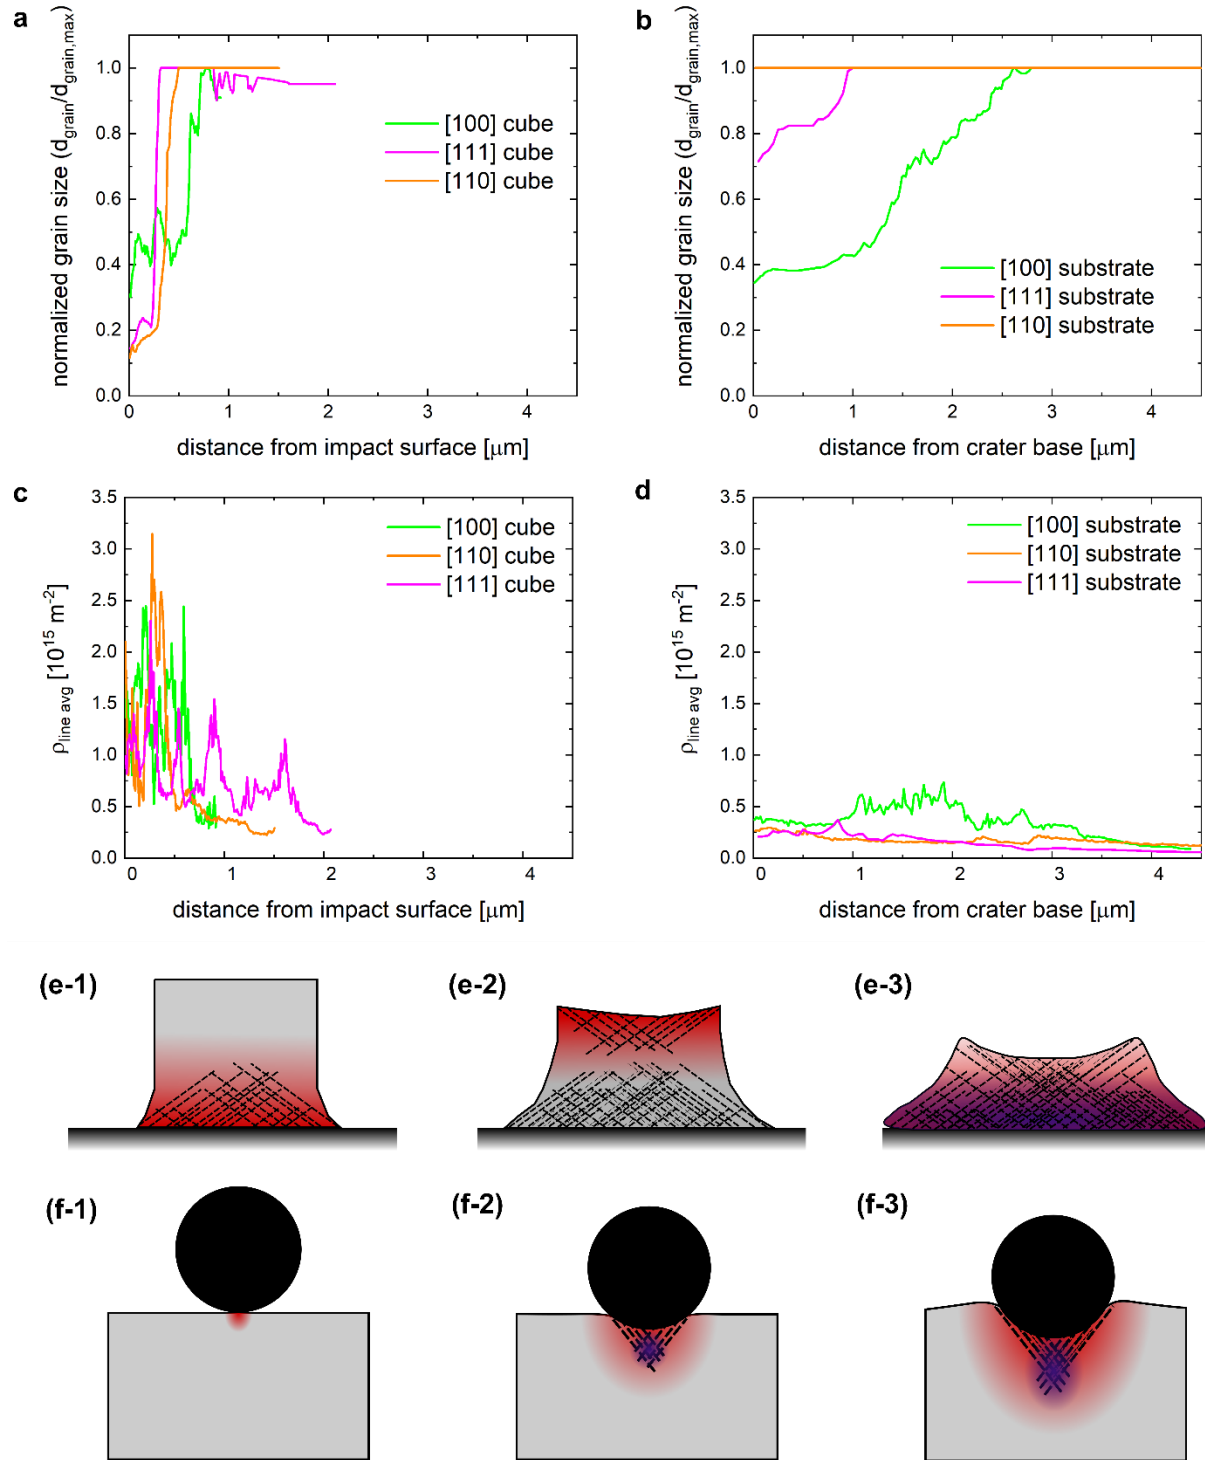 a
normalized grain size (d_grain/d_grain,max)
1.0
0.8
0.6
0.4
0.2
0.0
0 1 2 3 4
distance from impact surface [μm]
[100] cube
[111] cube
[110] cube
b
normalized grain size (d_grain/d_grain,max)
1.0
0.8
0.6
0.4
0.2
0.0
0 1 2 3 4
distance from crater base [μm]
[100] substrate
[111] substrate
[110] substrate
c
ρ_line avg [10^15 m^-2]
3.5
3.0
2.5
2.0
1.5
1.0
0.5
0.0
0 1 2 3 4
distance from impact surface [μm]
[100] cube
[110] cube
[111] cube
d
ρ_line avg [10^15 m^-2]
3.5
3.0
2.5
2.0
1.5
1.0
0.5
0.0
0 1 2 3 4
distance from crater base [μm]
[100] substrate
[110] substrate
[111] substrate
(e-1)
(e-2)
(e-3)
(f-1)
(f-2)
(f-3)